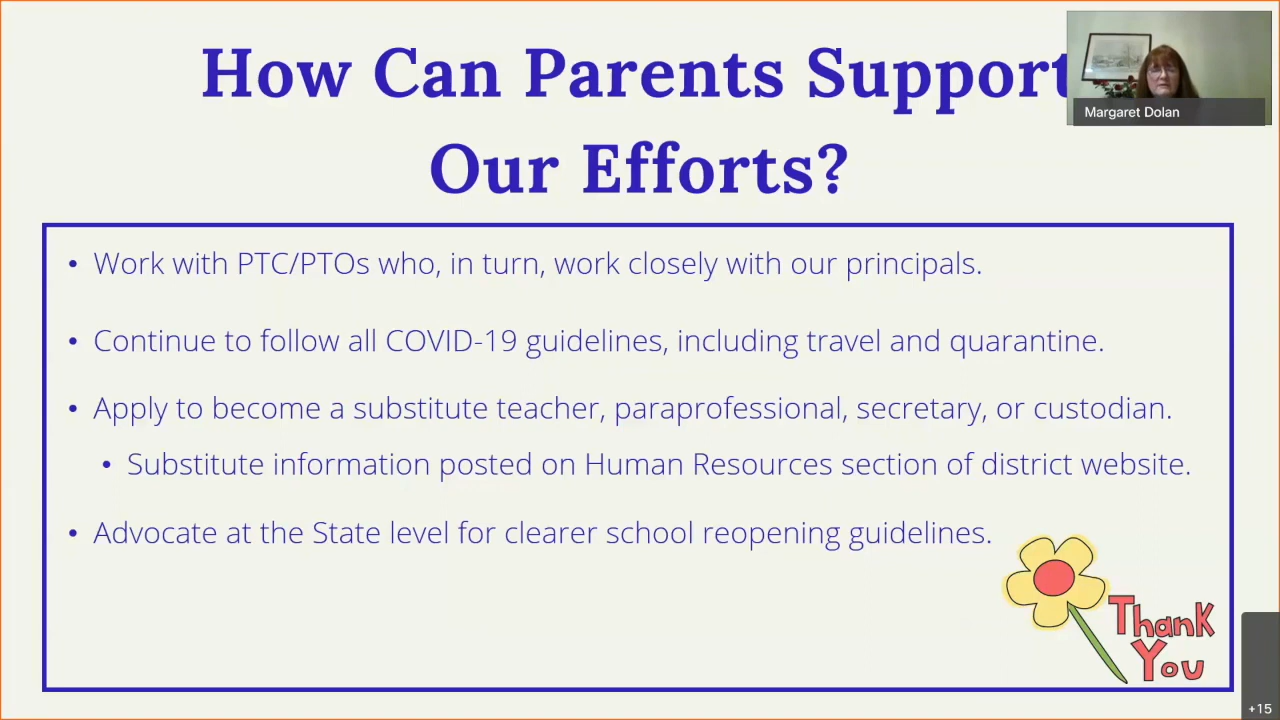 How Can Parents Support
Our Efforts?
Margaret Dolan
• Work with PTC/PTOs who, in turn, work closely with our principals.
• Continue to follow all COVID-19 guidelines, including travel and quarantine.
• Apply to become a substitute teacher, paraprofessional, secretary, or custodian.
• Substitute information posted on Human Resources section of district website.
• Advocate at the State level for clearer school reopening guidelines.
Thank
You
+15